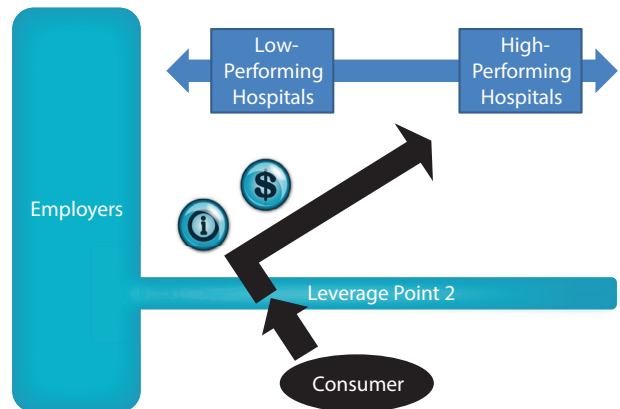 Low-
Performing
Hospitals
High-
Performing
Hospitals
$
i
Employers
Leverage Point 2
Consumer